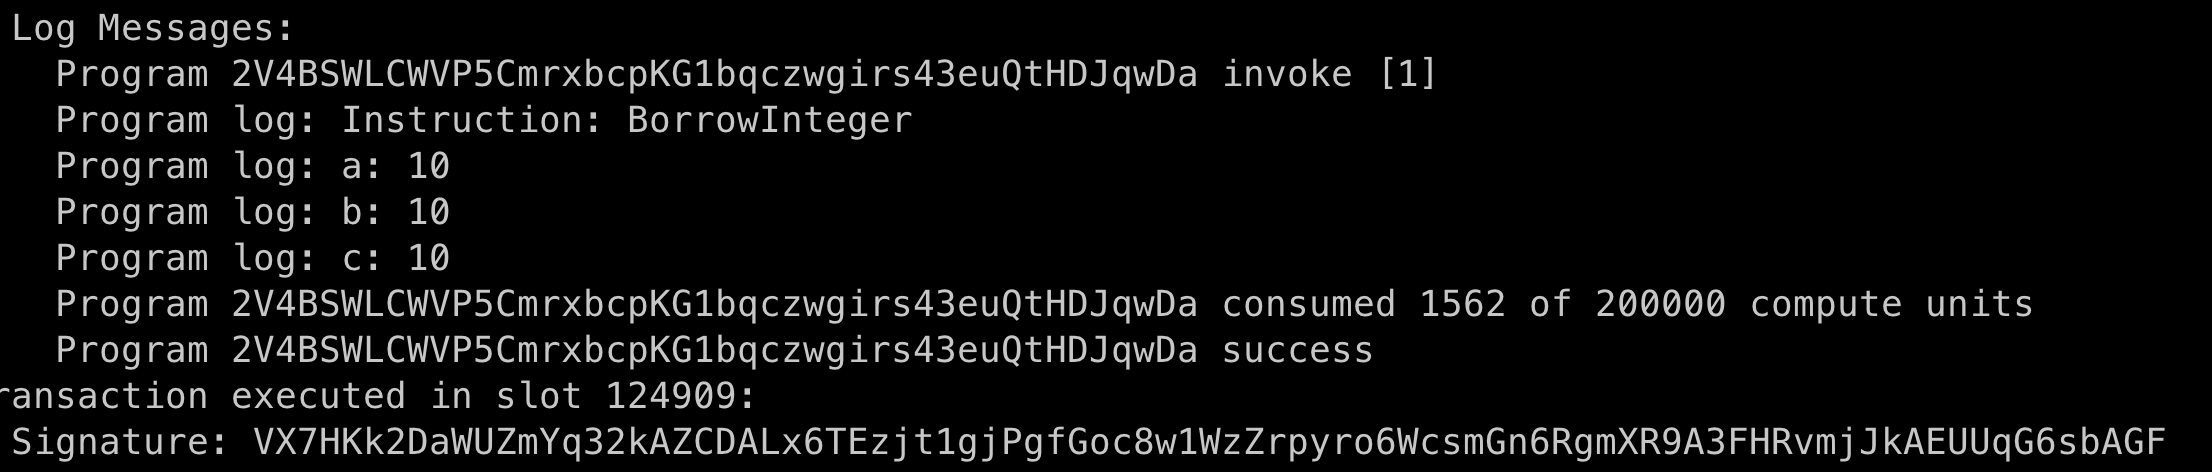 Log Messages:
Program 2V4BSWLCWVP5CmrxbcpKG1bqczwgirs43euQtHDJqwDa invoke [1]
Program log: Instruction: BorrowInteger
Program log: a: 10
Program log: b: 10
Program log: c: 10
Program 2V4BSWLCWVP5CmrxbcpKG1bqczwgirs43euQtHDJqwDa consumed 1562 of 200000 compute units
Program 2V4BSWLCWVP5CmrxbcpKG1bqczwgirs43euQtHDJqwDa success
ransaction executed in slot 124909:
Signature: VX7HKk2DaWUZmYq32kAZCDALx6TEzjt1gjPgfGoc8w1WzZrpyro6WcsmGn6RgmXR9A3FHRvmjJkAEUUqG6sbAGF